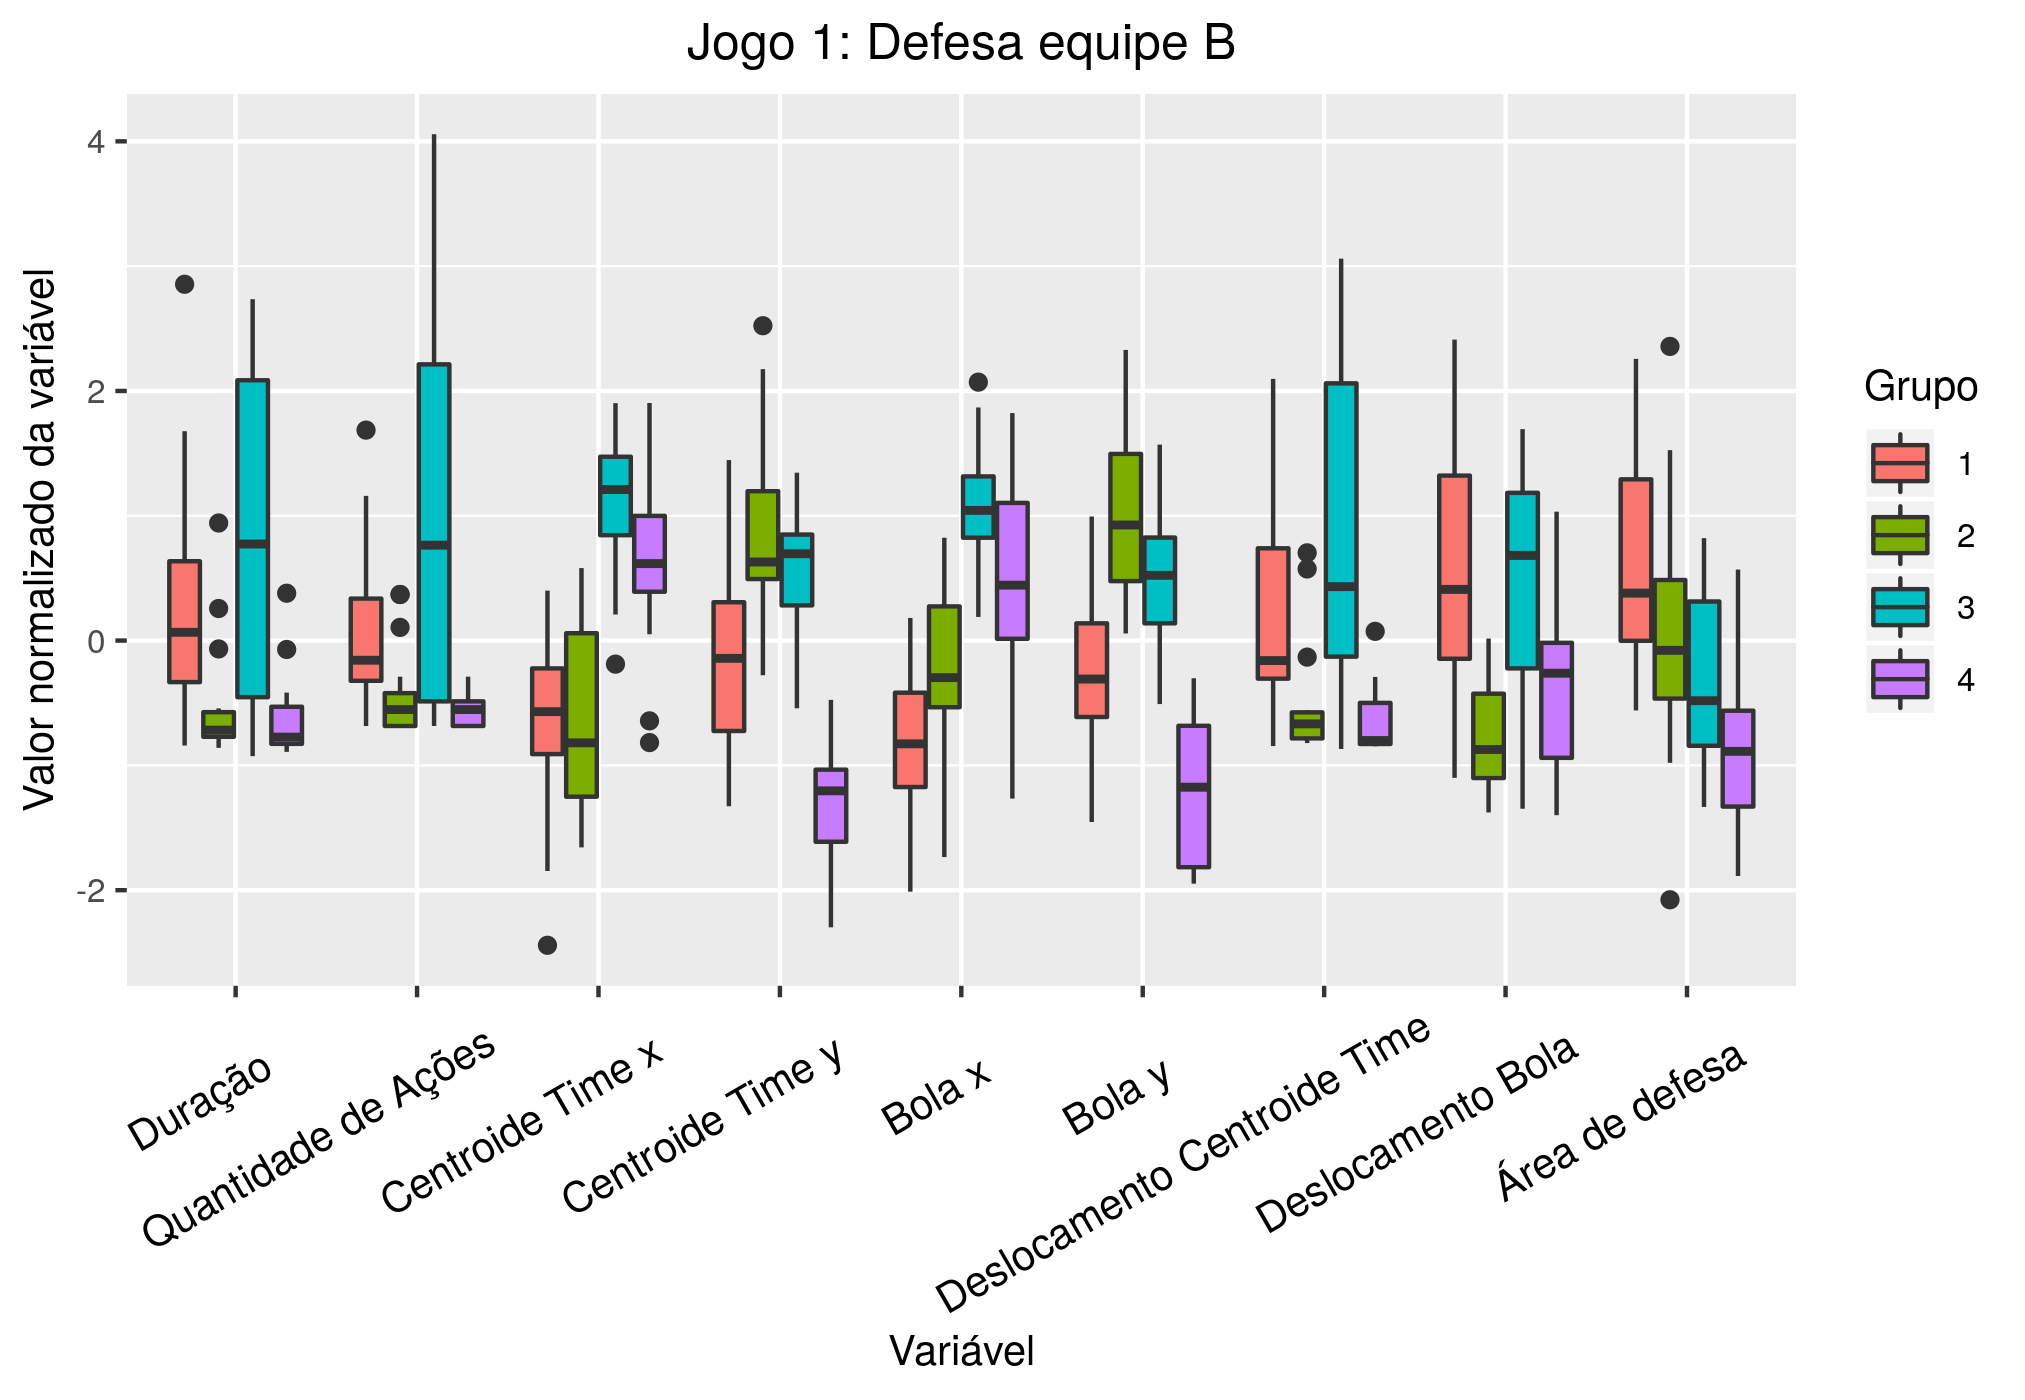 Jogo 1: Defesa equipe B
Valor normalizado da variável
4
2
0
-2
Duração
Quantidade de Ações
Centroide Time x
Centroide Time y
Bola x
Bola y
Deslocamento Centroide Time
Deslocamento Bola
Área de defesa
Variável
Grupo
1
2
3
4